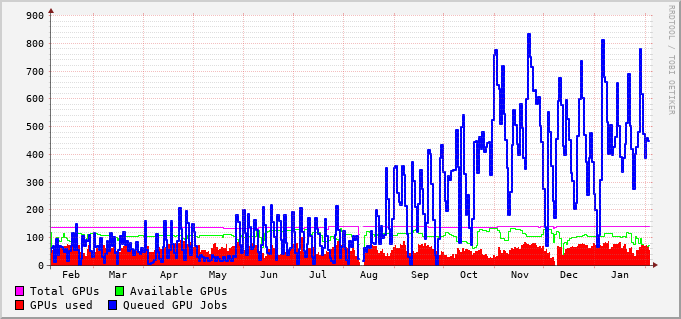 900
800
700
600
500
400
300
200
100
0
Feb Mar Apr May Jun Jul Aug Sep Oct Nov Dec Jan
Total GPUs Available GPUs
GPUs used Queued GPU Jobs
RRDTOOL / TOBI OETIKER